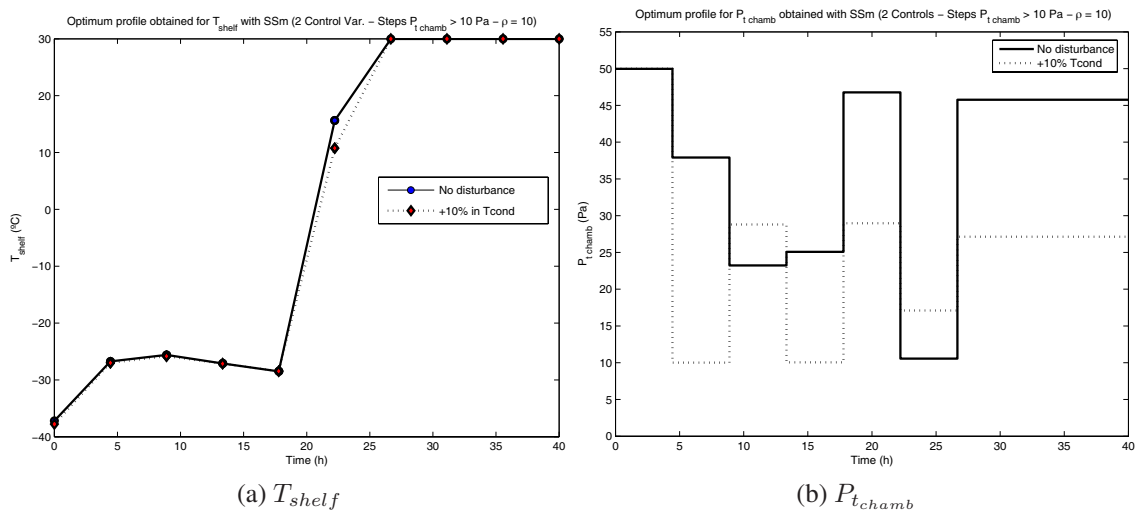 Optimum profile obtained for T_shelf with SSm (2 Control Var. − Steps P_t chamb > 10 Pa − ρ = 10)
30
20
10
0
−10
−20
−30
−40
T_shelf (ºC)
0 5 10 15 20 25 30 35 40
Time (h)
No disturbance
+10% in Tcond
(a) T_shelf
Optimum profile for P_t chamb obtained with SSm (2 Controls − Steps P_t chamb > 10 Pa − ρ = 10)
55
50
45
40
35
30
25
20
15
10
5
0
P_t chamb (Pa)
0 5 10 15 20 25 30 35 40
Time (h)
No disturbance
+10% Tcond
(b) P_t_chamb